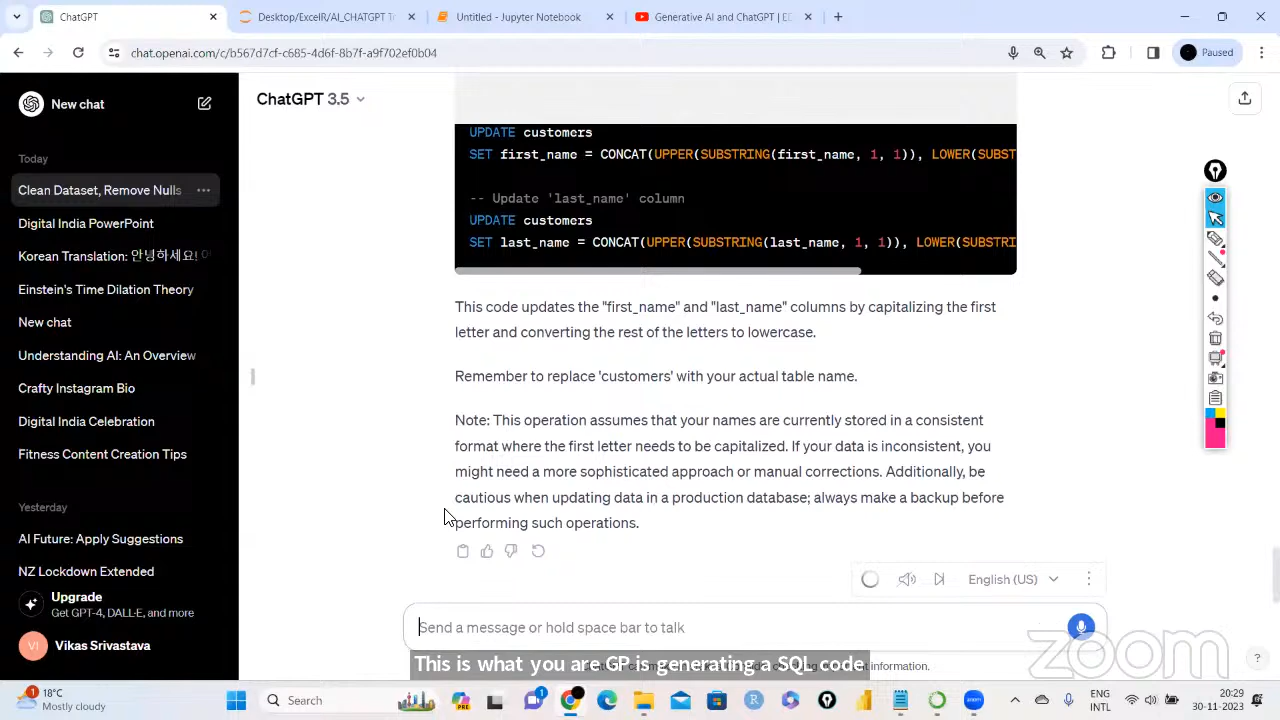 ChatGPT
Desktop/ExcelR/AI_CHATGPT Tr
Untitled - Jupyter Notebook
Generative AI and ChatGPT | ED
chat.openai.com/c/b567d7cf-c685-4d6f-8b7f-a9f702ef0b04
Paused
New chat
Today
Clean Dataset, Remove Nulls
Digital India PowerPoint
Korean Translation: 안녕하세요!
Einstein's Time Dilation Theory
New chat
Understanding AI: An Overview
Crafty Instagram Bio
Digital India Celebration
Fitness Content Creation Tips
Yesterday
AI Future: Apply Suggestions
NZ Lockdown Extended
Upgrade
Get GPT-4, DALL·E, and more
VI
Vikas Srivastava
ChatGPT 3.5
UPDATE customers
SET first_name = CONCAT(UPPER(SUBSTRING(first_name, 1, 1)), LOWER(SUBST
-- Update 'last_name' column
UPDATE customers
SET last_name = CONCAT(UPPER(SUBSTRING(last_name, 1, 1)), LOWER(SUBSTRI
This code updates the "first_name" and "last_name" columns by capitalizing the first
letter and converting the rest of the letters to lowercase.
Remember to replace 'customers' with your actual table name.
Note: This operation assumes that your names are currently stored in a consistent
format where the first letter needs to be capitalized. If your data is inconsistent, you
might need a more sophisticated approach or manual corrections. Additionally, be
cautious when updating data in a production database; always make a backup before
performing such operations.
English (US)
Send a message or hold space bar to talk
This is what you are GP is generating a SQL code
information.
zoom
?
18°C
Mostly cloudy
Search
PRE
1
R
ENG
INTL
20:29
30-11-2023